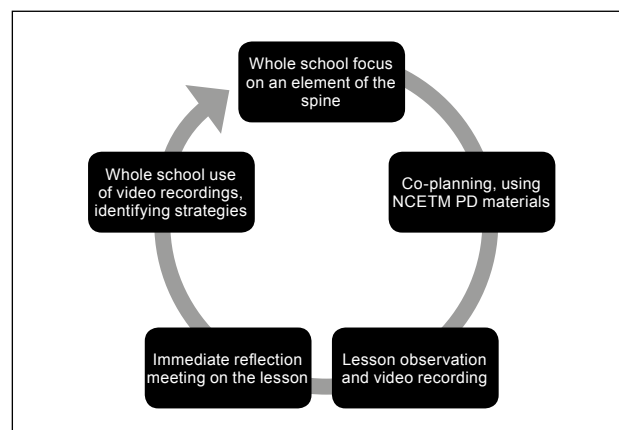 Whole school focus
on an element of the
spine
Co-planning, using
NCETM PD materials
Lesson observation
and video recording
Immediate reflection
meeting on the lesson
Whole school use
of video recordings,
identifying strategies